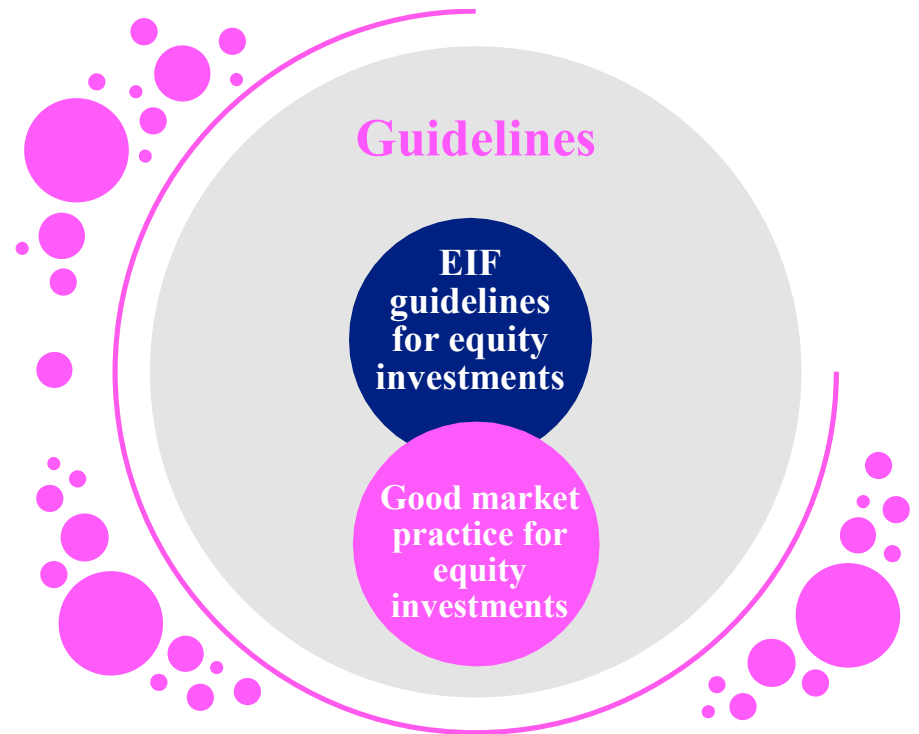 Guidelines
EIF
guidelines
for equity
investments
Good market
practice for
equity
investments